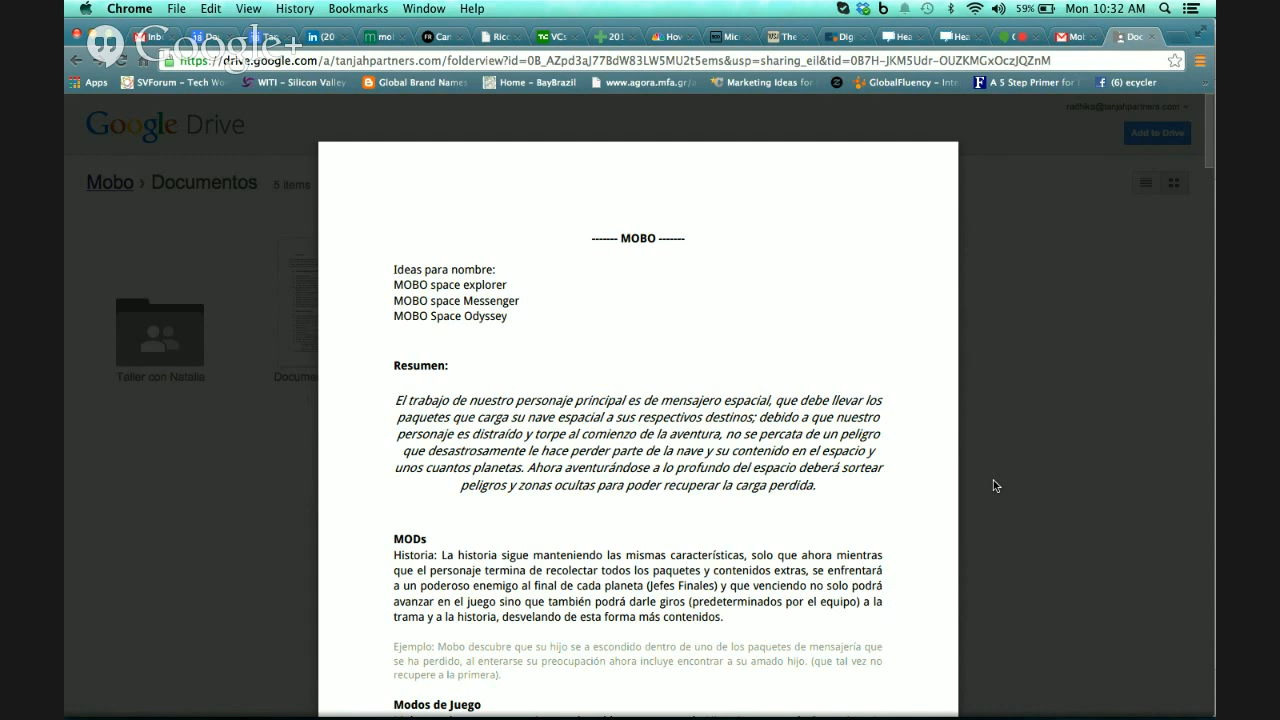 Chrome File Edit View History Bookmarks Window Help 59% Mon 10:32 AM
Google+
https://drive.google.com/a/tanjahpartners.com/folderview?id=0B_AZpd3aJ77BdW83LW5MU2t5ems&usp=sharing_eil&tid=0B7H-JKM5Udr-OUZKMGxOczJQZnM
Apps SVForum - Tech Wo WITI - Silicon Valley Global Brand Names Home - BayBrazil www.agora.mfa.gr/ Marketing Ideas for GlobalFluency - Inte A 5 Step Primer for (6) ecycler
radhika@tanjahpartners.com
Google Drive
Add to Drive
Mobo › Documentos 5 items
Taller con Natalia
------- MOBO -------
Ideas para nombre:
MOBO space explorer
MOBO space Messenger
MOBO Space Odyssey
Resumen:
El trabajo de nuestro personaje principal es de mensajero espacial, que debe llevar los
paquetes que carga su nave espacial a sus respectivos destinos; debido a que nuestro
personaje es distraído y torpe al comienzo de la aventura, no se percata de un peligro
que desastrosamente le hace perder parte de la nave y su contenido en el espacio y
unos cuantos planetas. Ahora aventurándose a lo profundo del espacio deberá sortear
peligros y zonas ocultas para poder recuperar la carga perdida.
MODs
Historia: La historia sigue manteniendo las mismas características, solo que ahora mientras
que el personaje termina de recolectar todos los paquetes y contenidos extras, se enfrentará
a un poderoso enemigo al final de cada planeta (Jefes Finales) y que venciendo no solo podrá
avanzar en el juego sino que también podrá darle giros (predeterminados por el equipo) a la
trama y a la historia, desvelando de esta forma más contenidos.
Ejemplo: Mobo descubre que su hijo se a escondido dentro de uno de los paquetes de mensajería que
se ha perdido, al enterarse su preocupación ahora incluye encontrar a su amado hijo. (que tal vez no
recupere a la primera).
Modos de Juego